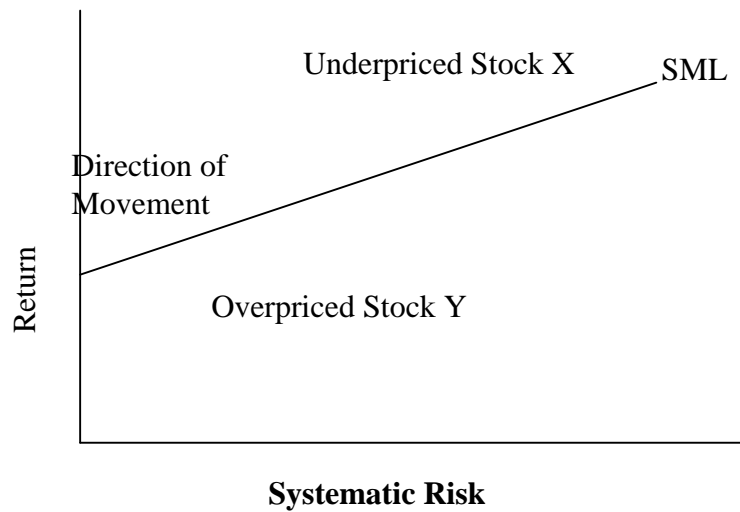 Underpriced Stock X
SML
Direction of
Movement
Return
Overpriced Stock Y
Systematic Risk